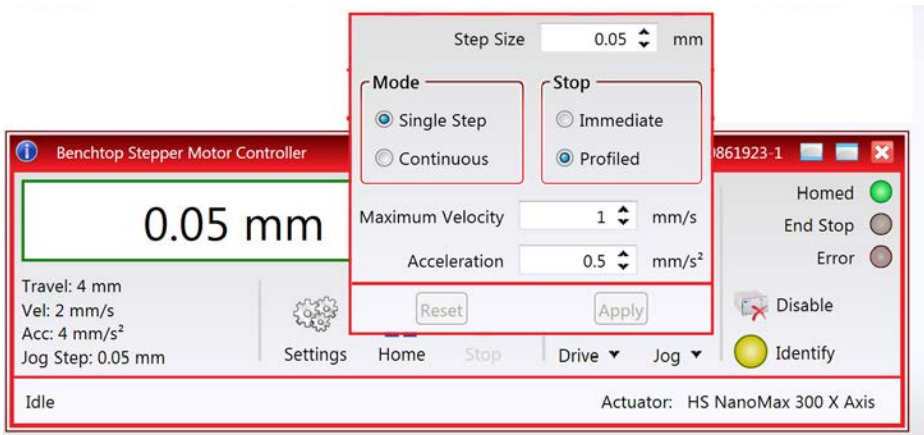 Step Size 0.05 mm
Mode
Single Step
Continuous
Stop
Immediate
Profiled
Maximum Velocity 1 mm/s
Acceleration 0.5 mm/s²
Reset Apply
Benchtop Stepper Motor Controller 861923-1
0.05 mm
Homed
End Stop
Error
Travel: 4 mm
Vel: 2 mm/s
Acc: 4 mm/s²
Jog Step: 0.05 mm
Settings Home Stop Drive Jog
Disable
Identify
Idle Actuator: HS NanoMax 300 X Axis